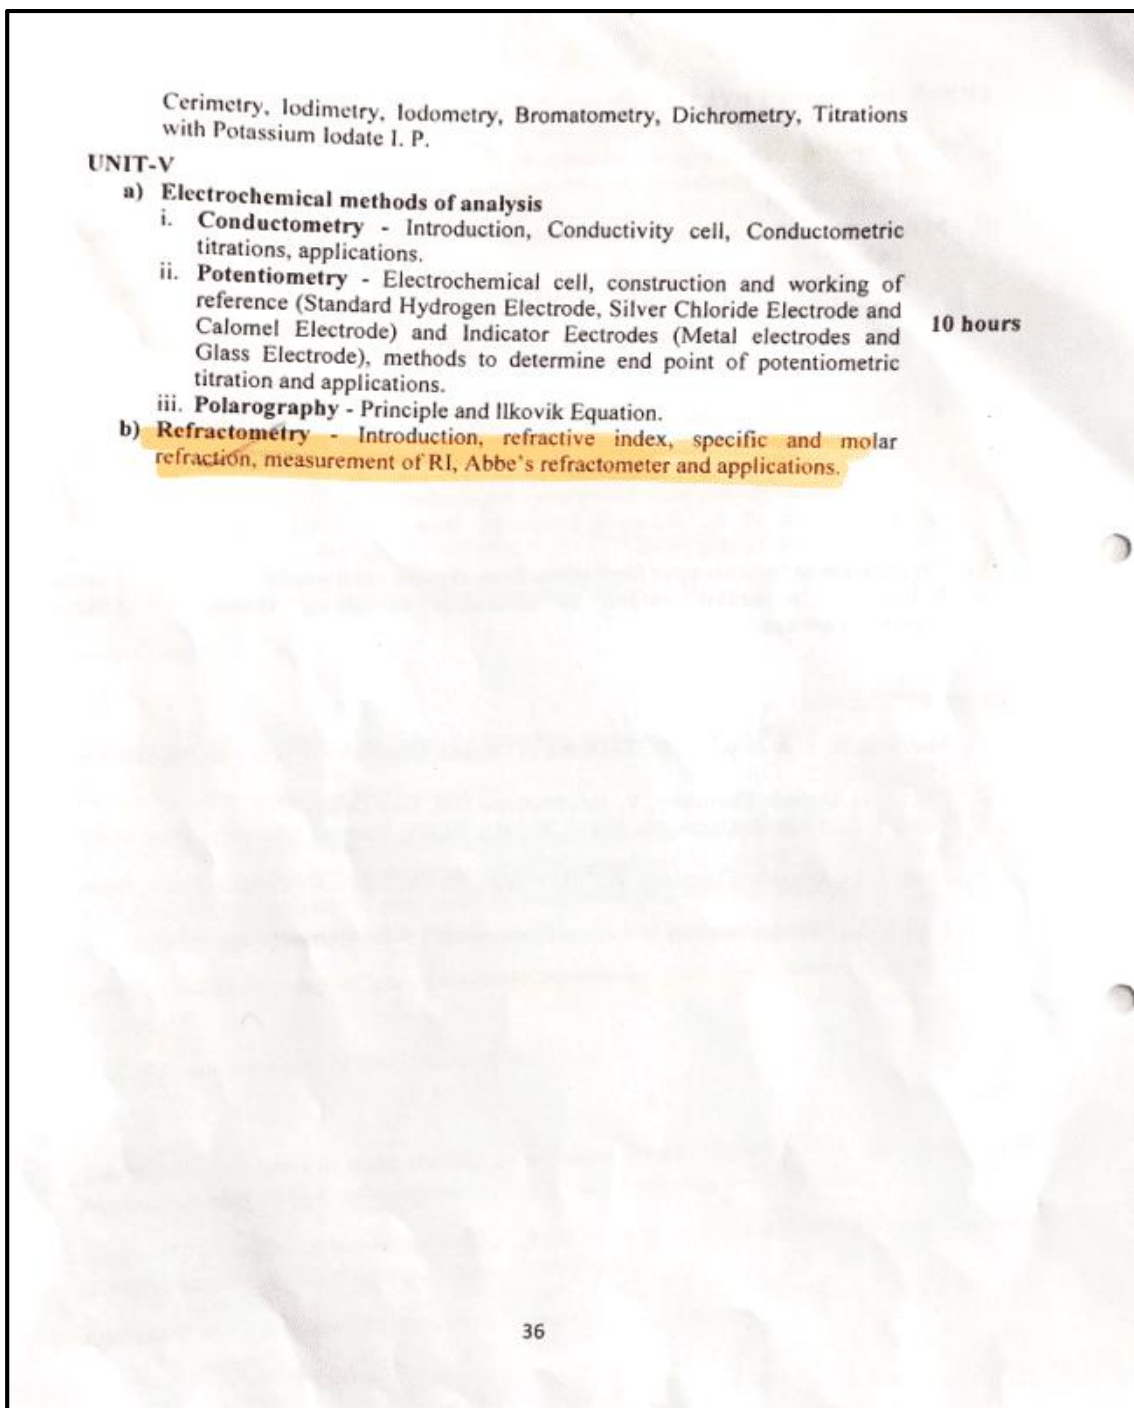 Cerimetry, Iodimetry, Iodometry, Bromatometry, Dichrometry, Titrations
with Potassium Iodate I. P.
UNIT-V
a) Electrochemical methods of analysis
i. Conductometry - Introduction, Conductivity cell, Conductometric
titrations, applications.
ii. Potentiometry - Electrochemical cell, construction and working of
reference (Standard Hydrogen Electrode, Silver Chloride Electrode and
Calomel Electrode) and Indicator Eectrodes (Metal electrodes and
Glass Electrode), methods to determine end point of potentiometric
titration and applications.
10 hours
iii. Polarography - Principle and Ilkovik Equation.
b) Refractometry - Introduction, refractive index, specific and molar
refraction, measurement of RI, Abbe's refractometer and applications.
36